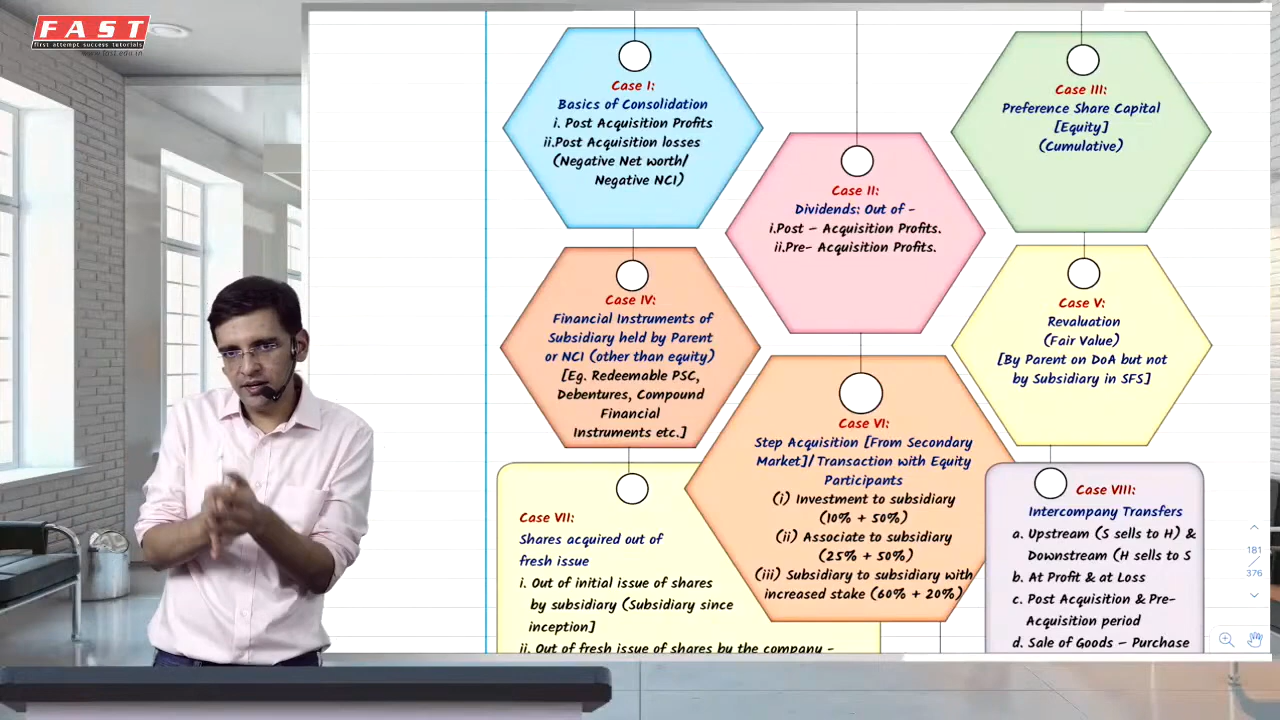 FAST
first attempt success tutorials
www.fast.edu.in
Case I:
Basics of Consolidation
i. Post Acquisition Profits
ii.Post Acquisition losses
(Negative Net worth/
Negative NCI)
Case II:
Dividends: Out of -
i.Post – Acquisition Profits.
ii.Pre- Acquisition Profits.
Case III:
Preference Share Capital
[Equity]
(Cumulative)
Case IV:
Financial Instruments of
Subsidiary held by Parent
or NCI (other than equity)
[Eg. Redeemable PSC,
Debentures, Compound
Financial
Instruments etc.]
Case V:
Revaluation
(Fair Value)
[By Parent on DoA but not
by Subsidiary in SFS]
Case VI:
Step Acquisition [From Secondary
Market]/ Transaction with Equity
Participants
(i) Investment to subsidiary
(10% + 50%)
(ii) Associate to subsidiary
(25% + 50%)
(iii) Subsidiary to subsidiary with
increased stake (60% + 20%)
Case VII:
Shares acquired out of
fresh issue
i. Out of initial issue of shares
by subsidiary (Subsidiary since
inception]
ii. Out of fresh issue of shares by the company -
Case VIII:
Intercompany Transfers
a. Upstream (S sells to H) &
Downstream (H sells to S
b. At Profit & at Loss
c. Post Acquisition & Pre-
Acquisition period
d. Sale of Goods – Purchase
181
376